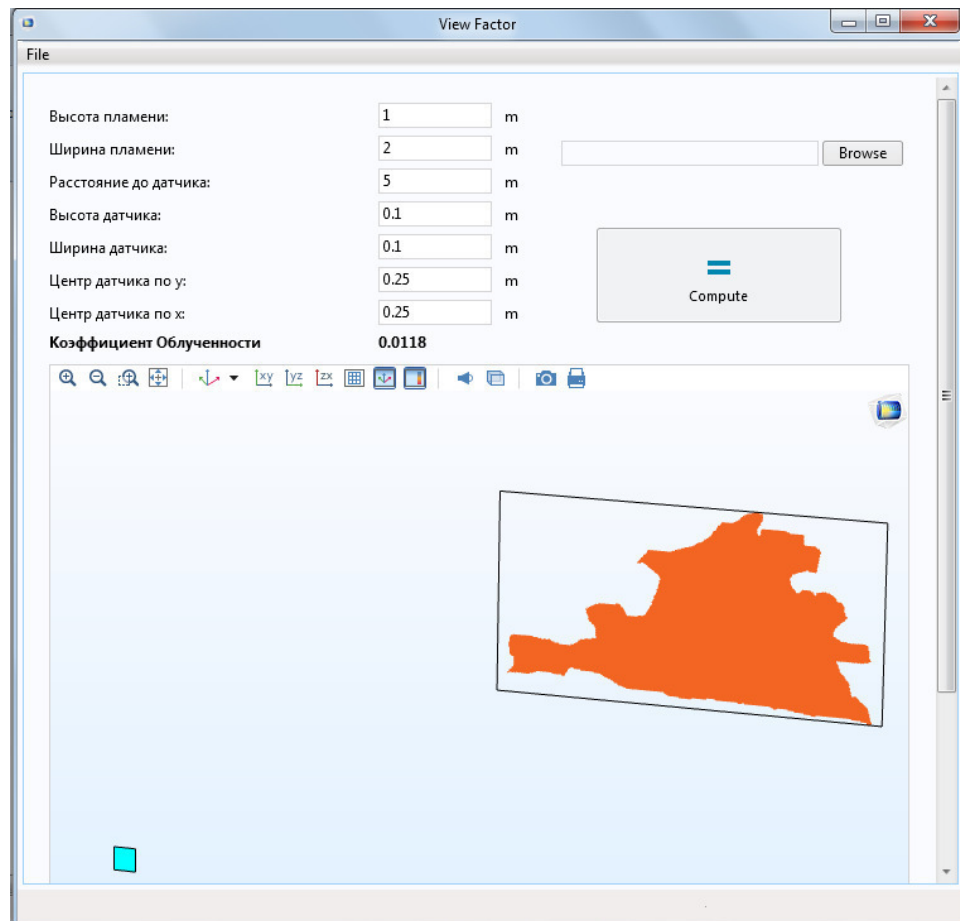 View Factor
File
Высота пламени: 1 m
Ширина пламени: 2 m
Browse
Расстояние до датчика: 5 m
Высота датчика: 0.1 m
Ширина датчика: 0.1 m
Центр датчика по y: 0.25 m
Compute
Центр датчика по x: 0.25 m
Коэффициент Облученности 0.0118
xy yz zx